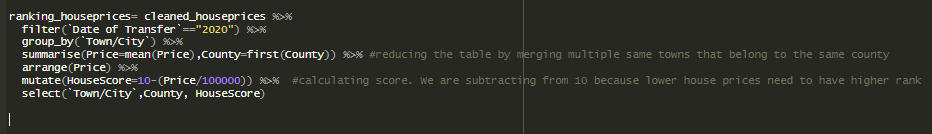 ranking_houseprices= cleaned_houseprices %>%
filter(`Date of Transfer`=="2020") %>%
group_by(`Town/City`) %>%
summarise(Price=mean(Price),County=first(County)) %>% #reducing the table by merging multiple same towns that belong to the same county
arrange(Price) %>%
mutate(HouseScore=10-(Price/100000)) %>%  #calculating score. We are subtracting from 10 because lower house prices need to have higher rank
select(`Town/City`,County, HouseScore)